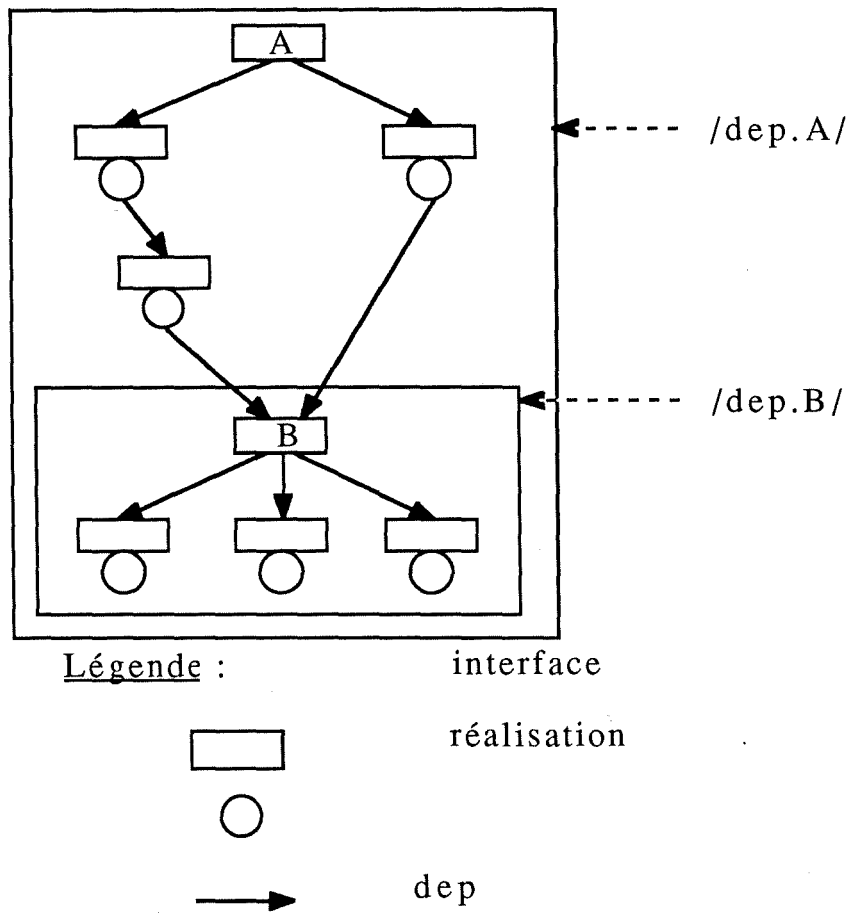 A
/dep.A/
/dep.B/
B
Légende :
interface
réalisation
dep